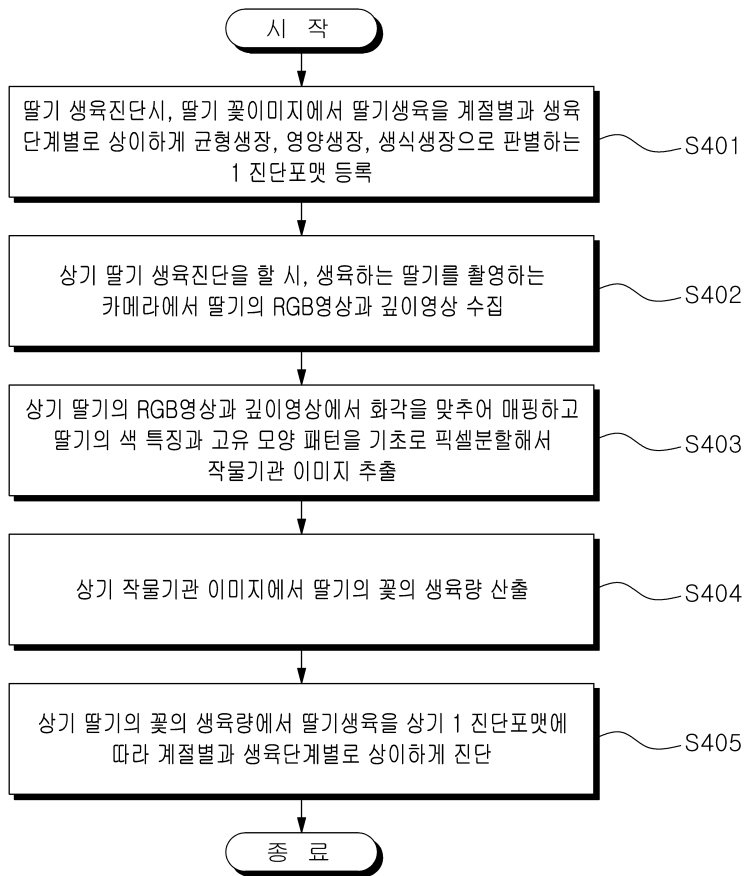 시 작
딸기 생육진단시, 딸기 꽃이미지에서 딸기생육을 계절별과 생육
단계별로 상이하게 균형생장, 영양생장, 생식생장으로 판별하는
1 진단포맷 등록
S401
상기 딸기 생육진단을 할 시, 생육하는 딸기를 촬영하는
카메라에서 딸기의 RGB영상과 깊이영상 수집
S402
상기 딸기의 RGB영상과 깊이영상에서 화각을 맞추어 매핑하고
딸기의 색 특징과 고유 모양 패턴을 기초로 픽셀분할해서
작물기관 이미지 추출
S403
상기 작물기관 이미지에서 딸기의 꽃의 생육량 산출
S404
상기 딸기의 꽃의 생육량에서 딸기생육을 상기 1 진단포맷에
따라 계절별과 생육단계별로 상이하게 진단
S405
종 료